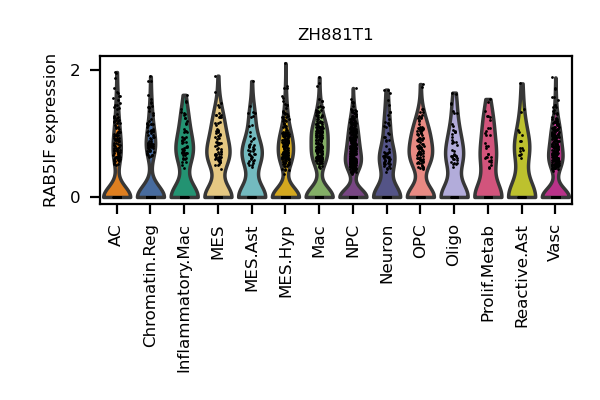 ZH881T1
RAB5IF expression
2
0
AC
Chromatin.Reg
Inflammatory.Mac
MES
MES.Ast
MES.Hyp
Mac
NPC
Neuron
OPC
Oligo
Prolif.Metab
Reactive.Ast
Vasc